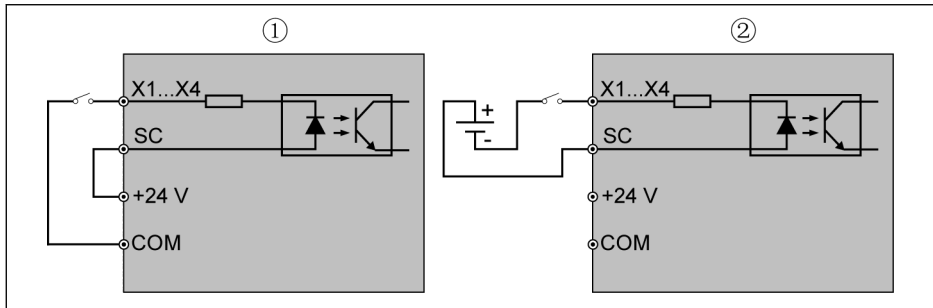 ①
X1...X4
SC
+24 V
COM
②
+
-
X1...X4
SC
+24 V
COM